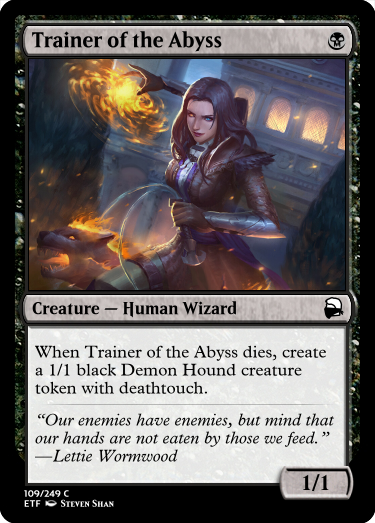 Trainer of the Abyss
Creature — Human Wizard
When Trainer of the Abyss dies, create
a 1/1 black Demon Hound creature
token with deathtouch.
“Our enemies have enemies, but mind that
our hands are not eaten by those we feed.”
—Lettie Wormwood
1/1
109/249 C
ETF Steven Shan